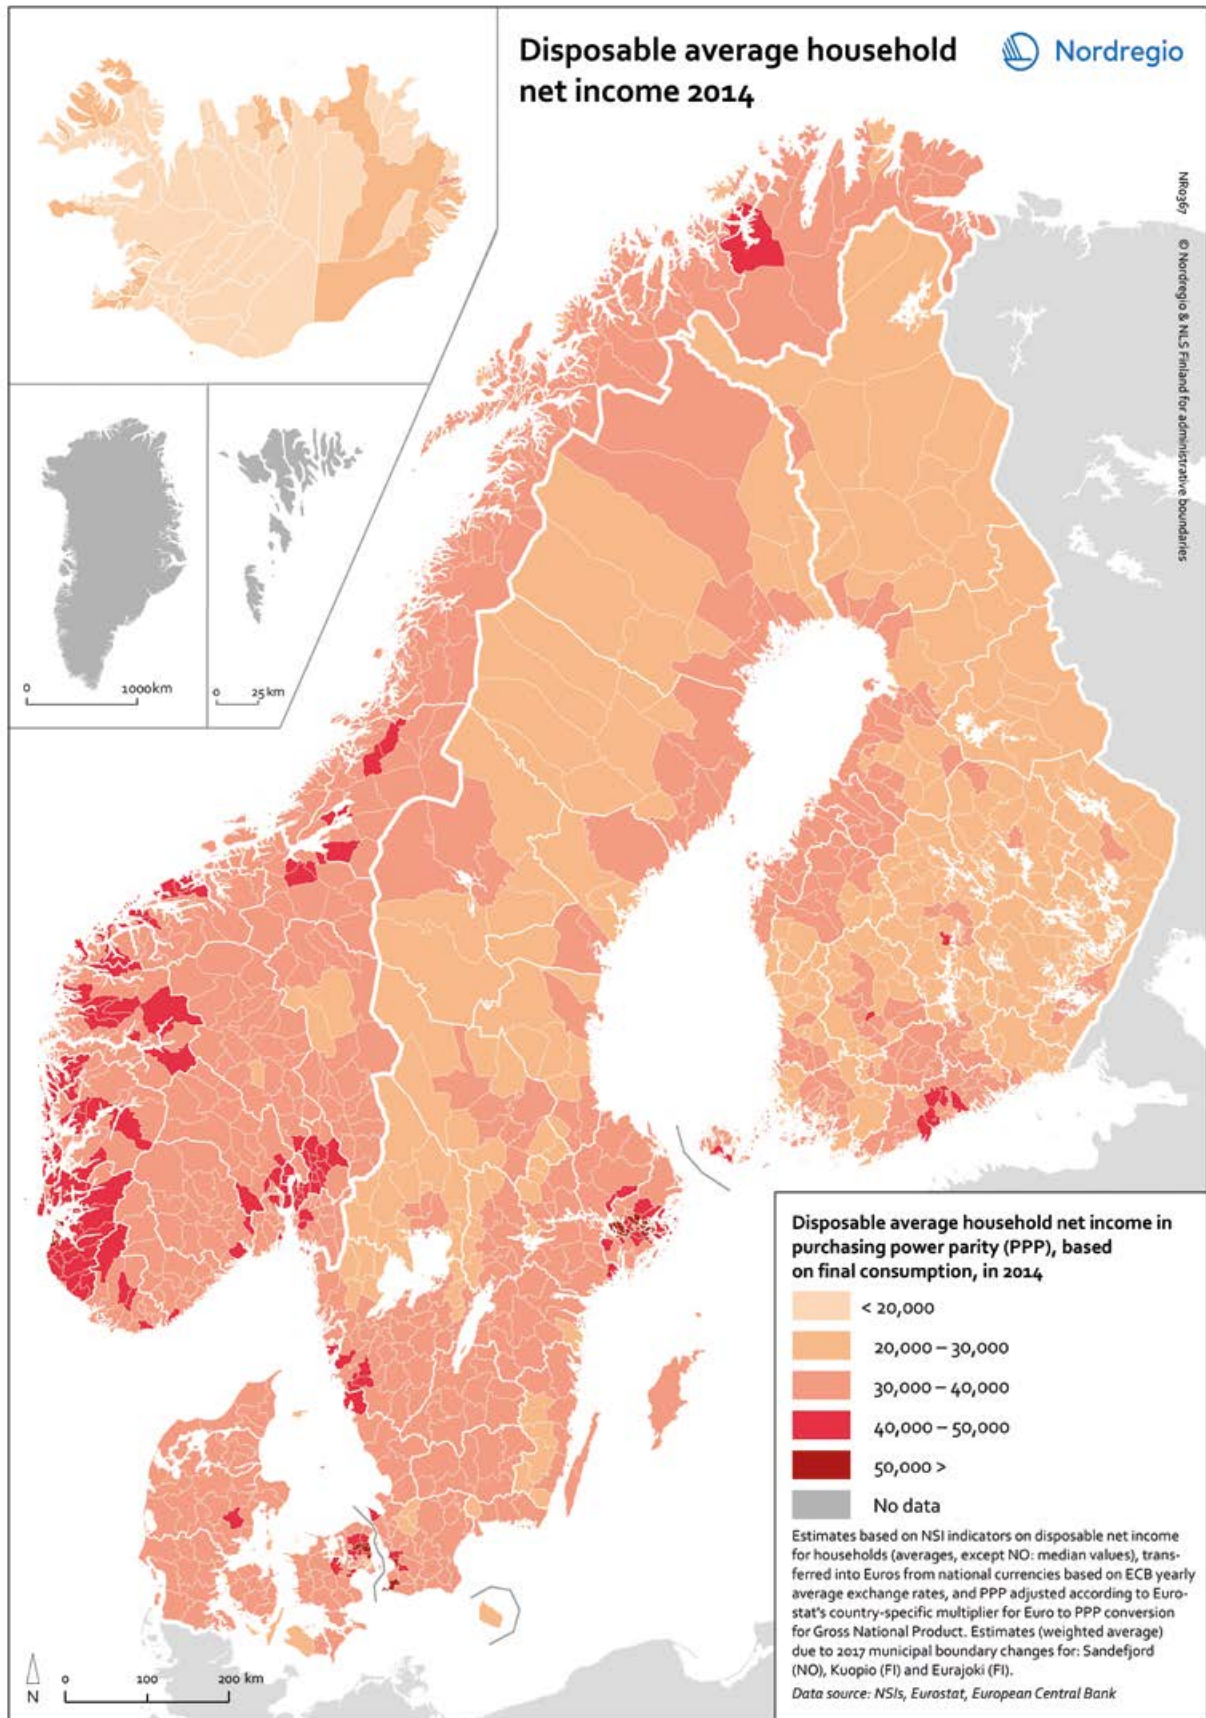 Disposable average household
net income 2014
Nordregio
NR0367 © Nordregio & NLS Finland for administrative boundaries
0 1000km
0 25 km
Disposable average household net income in
purchasing power parity (PPP), based
on final consumption, in 2014
< 20,000
20,000 – 30,000
30,000 – 40,000
40,000 – 50,000
50,000 >
No data
Estimates based on NSI indicators on disposable net income
for households (averages, except NO: median values), trans-
ferred into Euros from national currencies based on ECB yearly
average exchange rates, and PPP adjusted according to Euro-
stat's country-specific multiplier for Euro to PPP conversion
for Gross National Product. Estimates (weighted average)
due to 2017 municipal boundary changes for: Sandefjord
(NO), Kuopio (FI) and Eurajoki (FI).
Data source: NSIs, Eurostat, European Central Bank
N
0 100 200 km